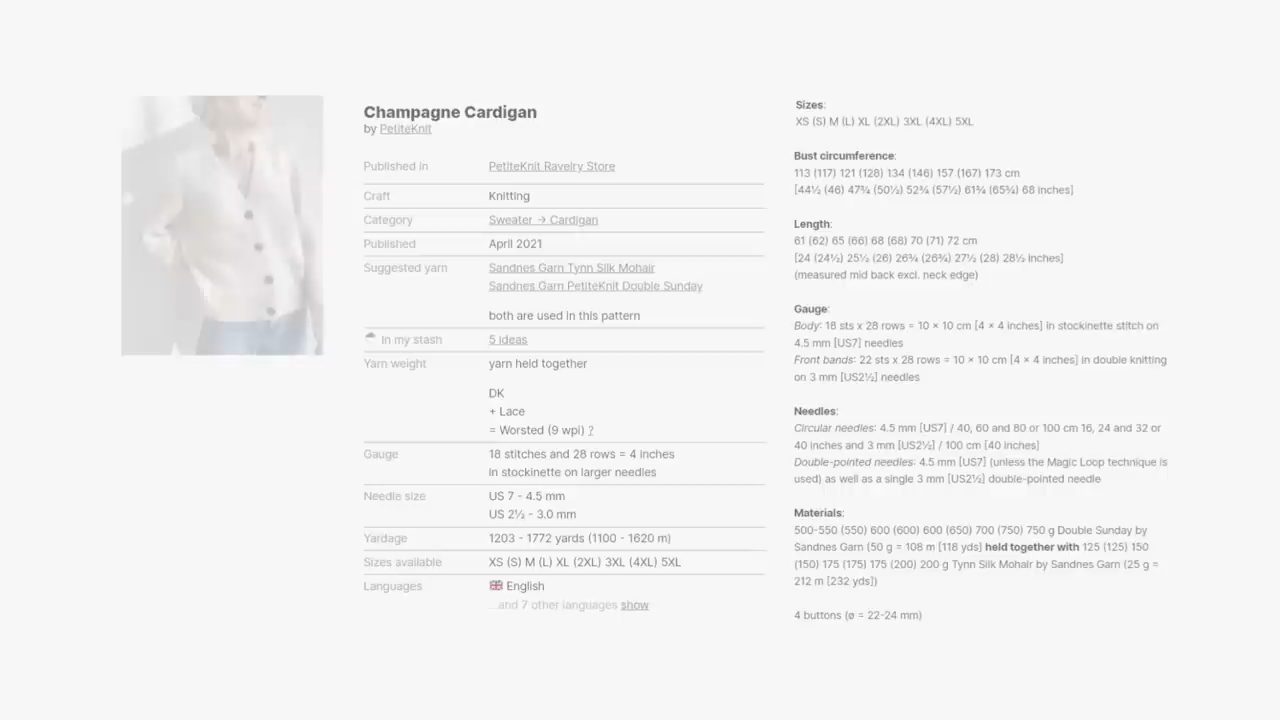 Champagne Cardigan
by PetiteKnit
Published in PetiteKnit Ravelry Store
Craft Knitting
Category Sweater → Cardigan
Published April 2021
Suggested yarn Sandnes Garn Tynn Silk Mohair
Sandnes Garn PetiteKnit Double Sunday
both are used in this pattern
In my stash 5 ideas
Yarn weight yarn held together
DK
+ Lace
= Worsted (9 wpi) ?
Gauge 18 stitches and 28 rows = 4 inches
in stockinette on larger needles
Needle size US 7 - 4.5 mm
US 2½ - 3.0 mm
Yardage 1203 - 1772 yards (1100 - 1620 m)
Sizes available XS (S) M (L) XL (2XL) 3XL (4XL) 5XL
Languages English
...and 7 other languages show
Sizes:
XS (S) M (L) XL (2XL) 3XL (4XL) 5XL
Bust circumference:
113 (117) 121 (128) 134 (146) 157 (167) 173 cm
[44½ (46) 47¾ (50½) 52¾ (57½) 61¾ (65¾) 68 inches]
Length:
61 (62) 65 (66) 68 (68) 70 (71) 72 cm
[24 (24½) 25½ (26) 26¾ (26¾) 27½ (28) 28½ inches]
(measured mid back excl. neck edge)
Gauge:
Body: 18 sts x 28 rows = 10 × 10 cm [4 × 4 inches] in stockinette stitch on
4.5 mm [US7] needles
Front bands: 22 sts x 28 rows = 10 × 10 cm [4 × 4 inches] in double knitting
on 3 mm [US2½] needles
Needles:
Circular needles: 4.5 mm [US7] / 40, 60 and 80 or 100 cm 16, 24 and 32 or
40 inches and 3 mm [US2½] / 100 cm [40 inches]
Double-pointed needles: 4.5 mm [US7] (unless the Magic Loop technique is
used) as well as a single 3 mm [US2½] double-pointed needle
Materials:
500-550 (550) 600 (600) 600 (650) 700 (750) 750 g Double Sunday by
Sandnes Garn (50 g = 108 m [118 yds] held together with 125 (125) 150
(150) 175 (175) 175 (200) 200 g Tynn Silk Mohair by Sandnes Garn (25 g =
212 m [232 yds])
4 buttons (ø = 22-24 mm)